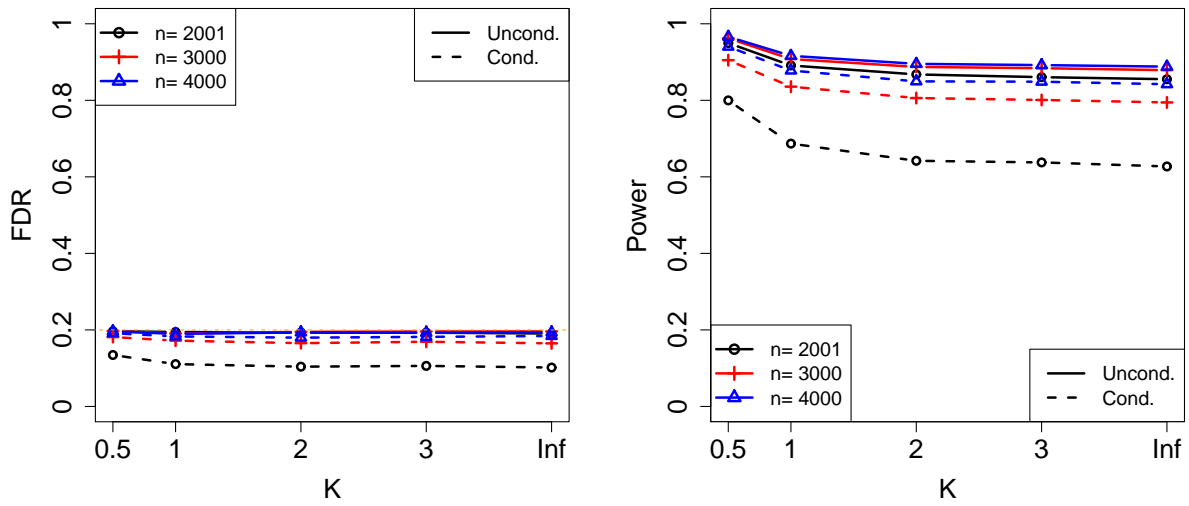 n= 2001
n= 3000
n= 4000
Uncond.
Cond.
FDR
0
0.2
0.4
0.6
0.8
1
0.5
1
2
3
Inf
K
Power
0
0.2
0.4
0.6
0.8
1
n= 2001
n= 3000
n= 4000
Uncond.
Cond.
0.5
1
2
3
Inf
K